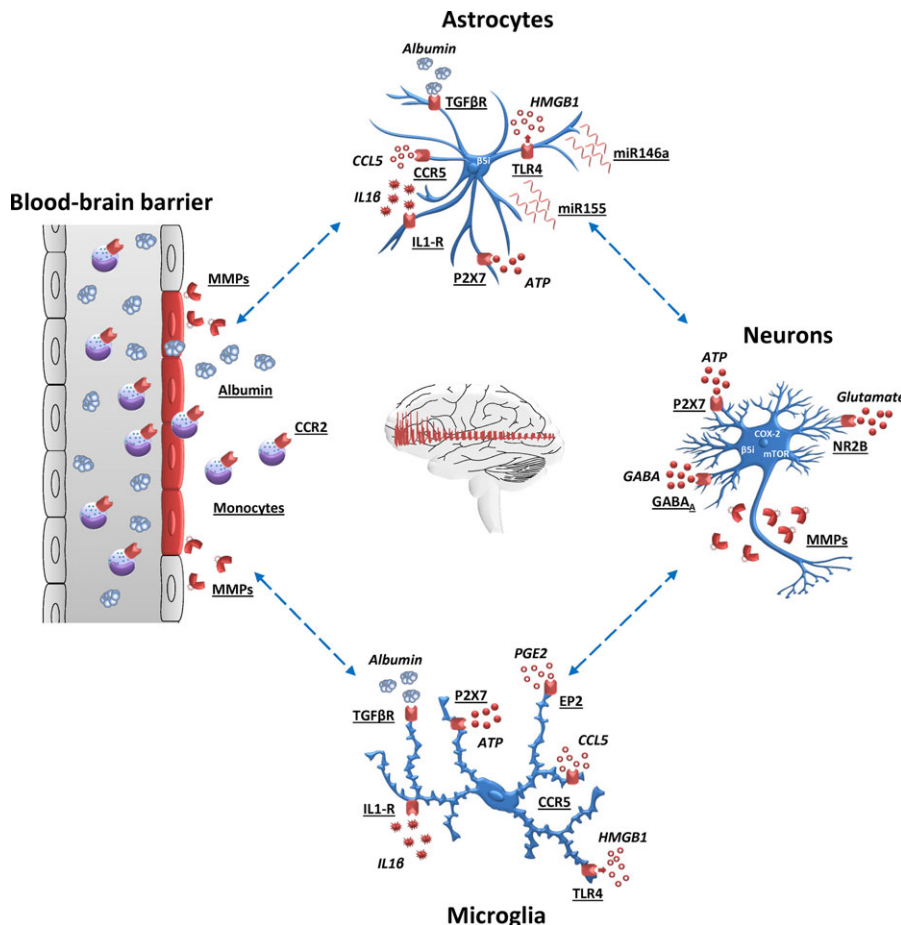 Astrocytes
Albumin
TGFβR
HMGB1
miR146a
CCL5
β5i
CCR5
TLR4
IL1β
miR155
IL1-R
P2X7
ATP
Blood-brain barrier
MMPs
Albumin
CCR2
Monocytes
MMPs
Neurons
ATP
P2X7
Glutamate
COX-2
NR2B
β5i
mTOR
GABA
GABAA
MMPs
Albumin
TGFβR
P2X7
ATP
PGE2
EP2
CCL5
CCR5
IL1-R
IL1β
HMGB1
TLR4
Microglia